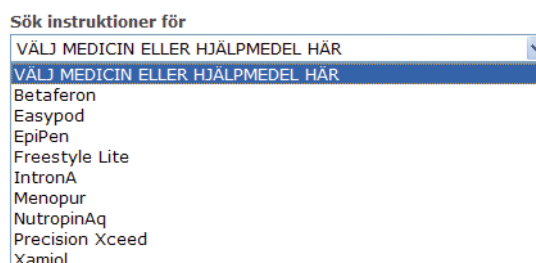 Sök instruktioner för
VÄLJ MEDICIN ELLER HJÄLPMEDEL HÄR
VÄLJ MEDICIN ELLER HJÄLPMEDEL HÄR
Betaferon
Easypod
EpiPen
Freestyle Lite
IntronA
Menopur
NutropinAq
Precision Xceed
Xamiol